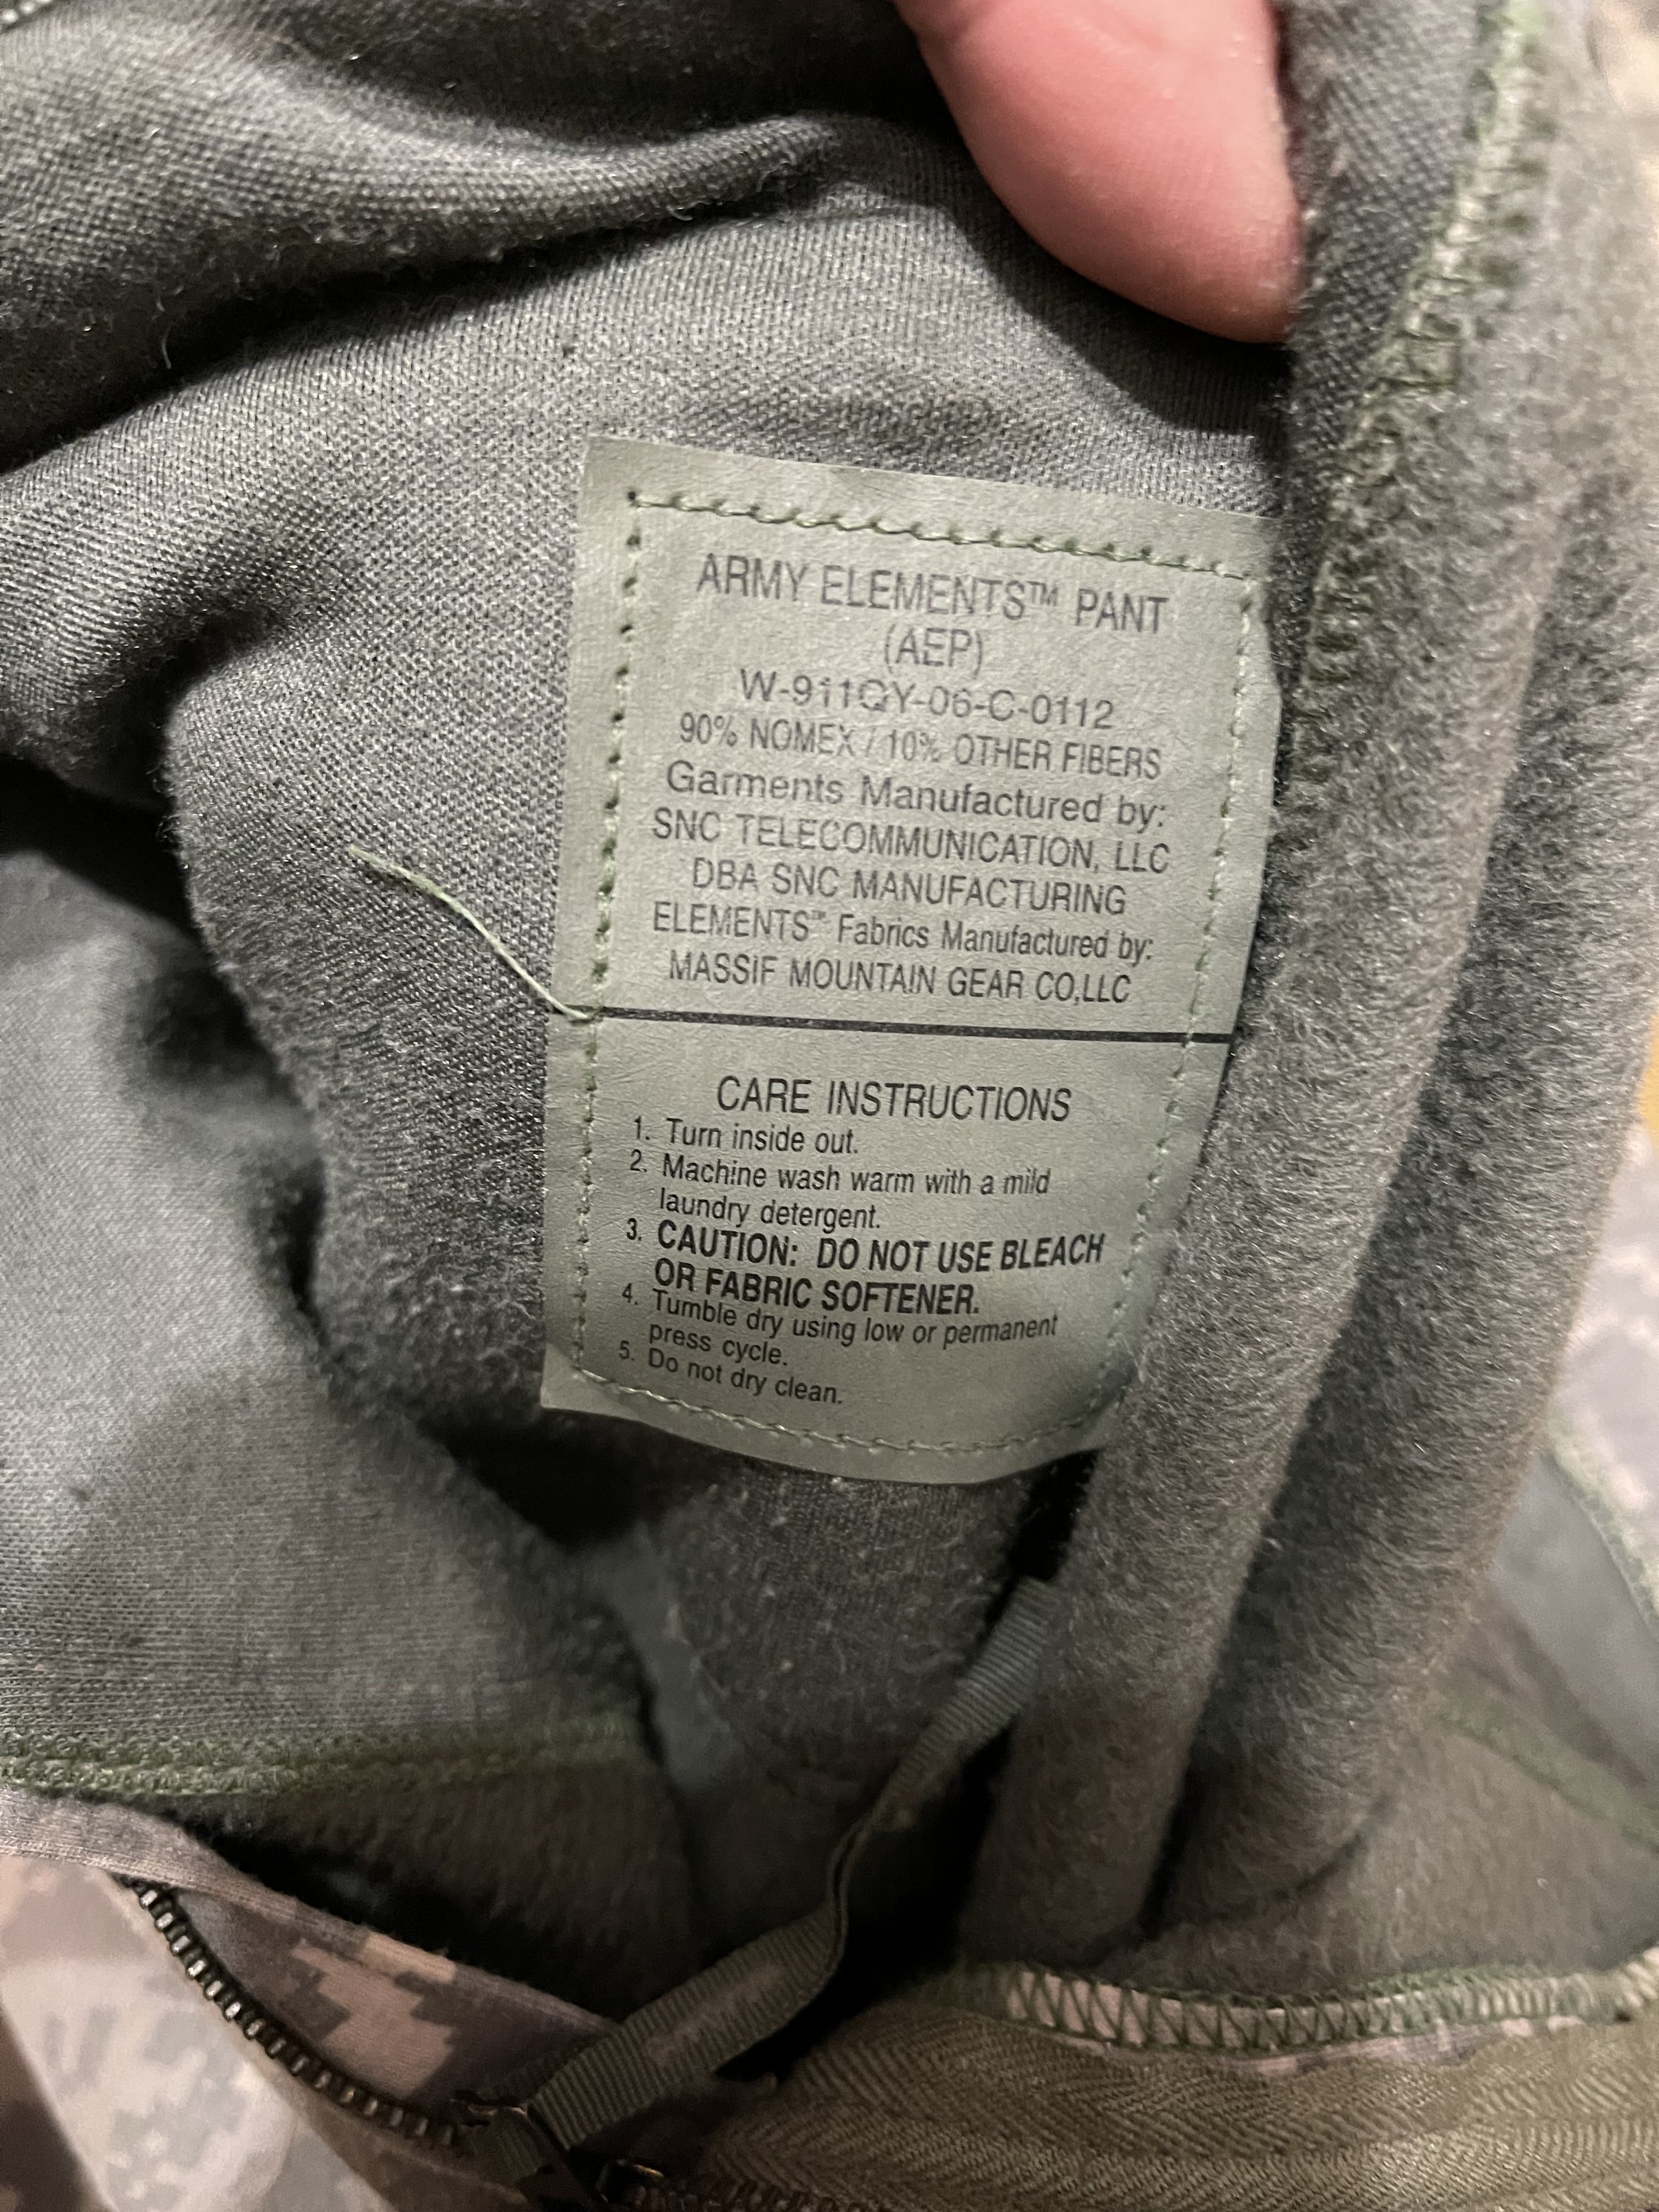 ARMY ELEMENTS™ PANT
(AEP)
W-911QY-06-C-0112
90% NOMEX / 10% OTHER FIBERS
Garments Manufactured by:
SNC TELECOMMUNICATION, LLC
DBA SNC MANUFACTURING
ELEMENTS™ Fabrics Manufactured by:
MASSIF MOUNTAIN GEAR CO,LLC
CARE INSTRUCTIONS
1. Turn inside out.
2. Machine wash warm with a mild
laundry detergent.
3. CAUTION: DO NOT USE BLEACH
OR FABRIC SOFTENER.
4. Tumble dry using low or permanent
press cycle.
5. Do not dry clean.